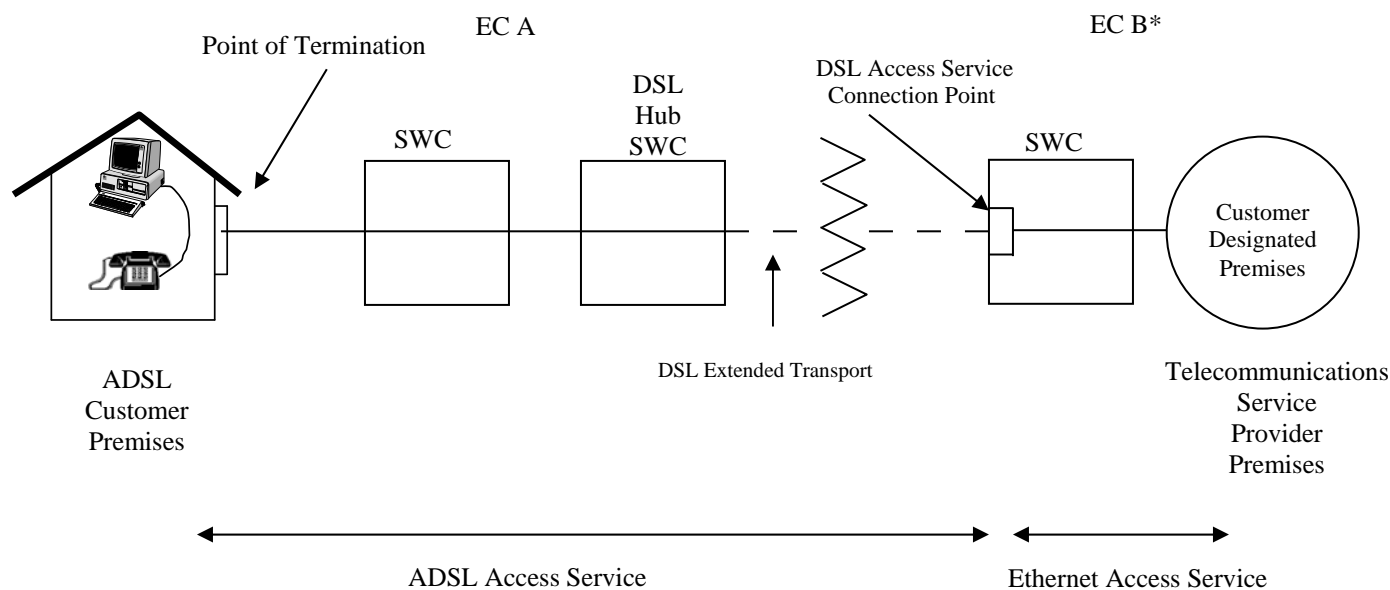 EC A
EC B*
Point of Termination
DSL Access Service
Connection Point
DSL
Hub
SWC
SWC
SWC
Customer
Designated
Premises
DSL Extended Transport
ADSL
Customer
Premises
Telecommunications
Service
Provider
Premises
ADSL Access Service
Ethernet Access Service